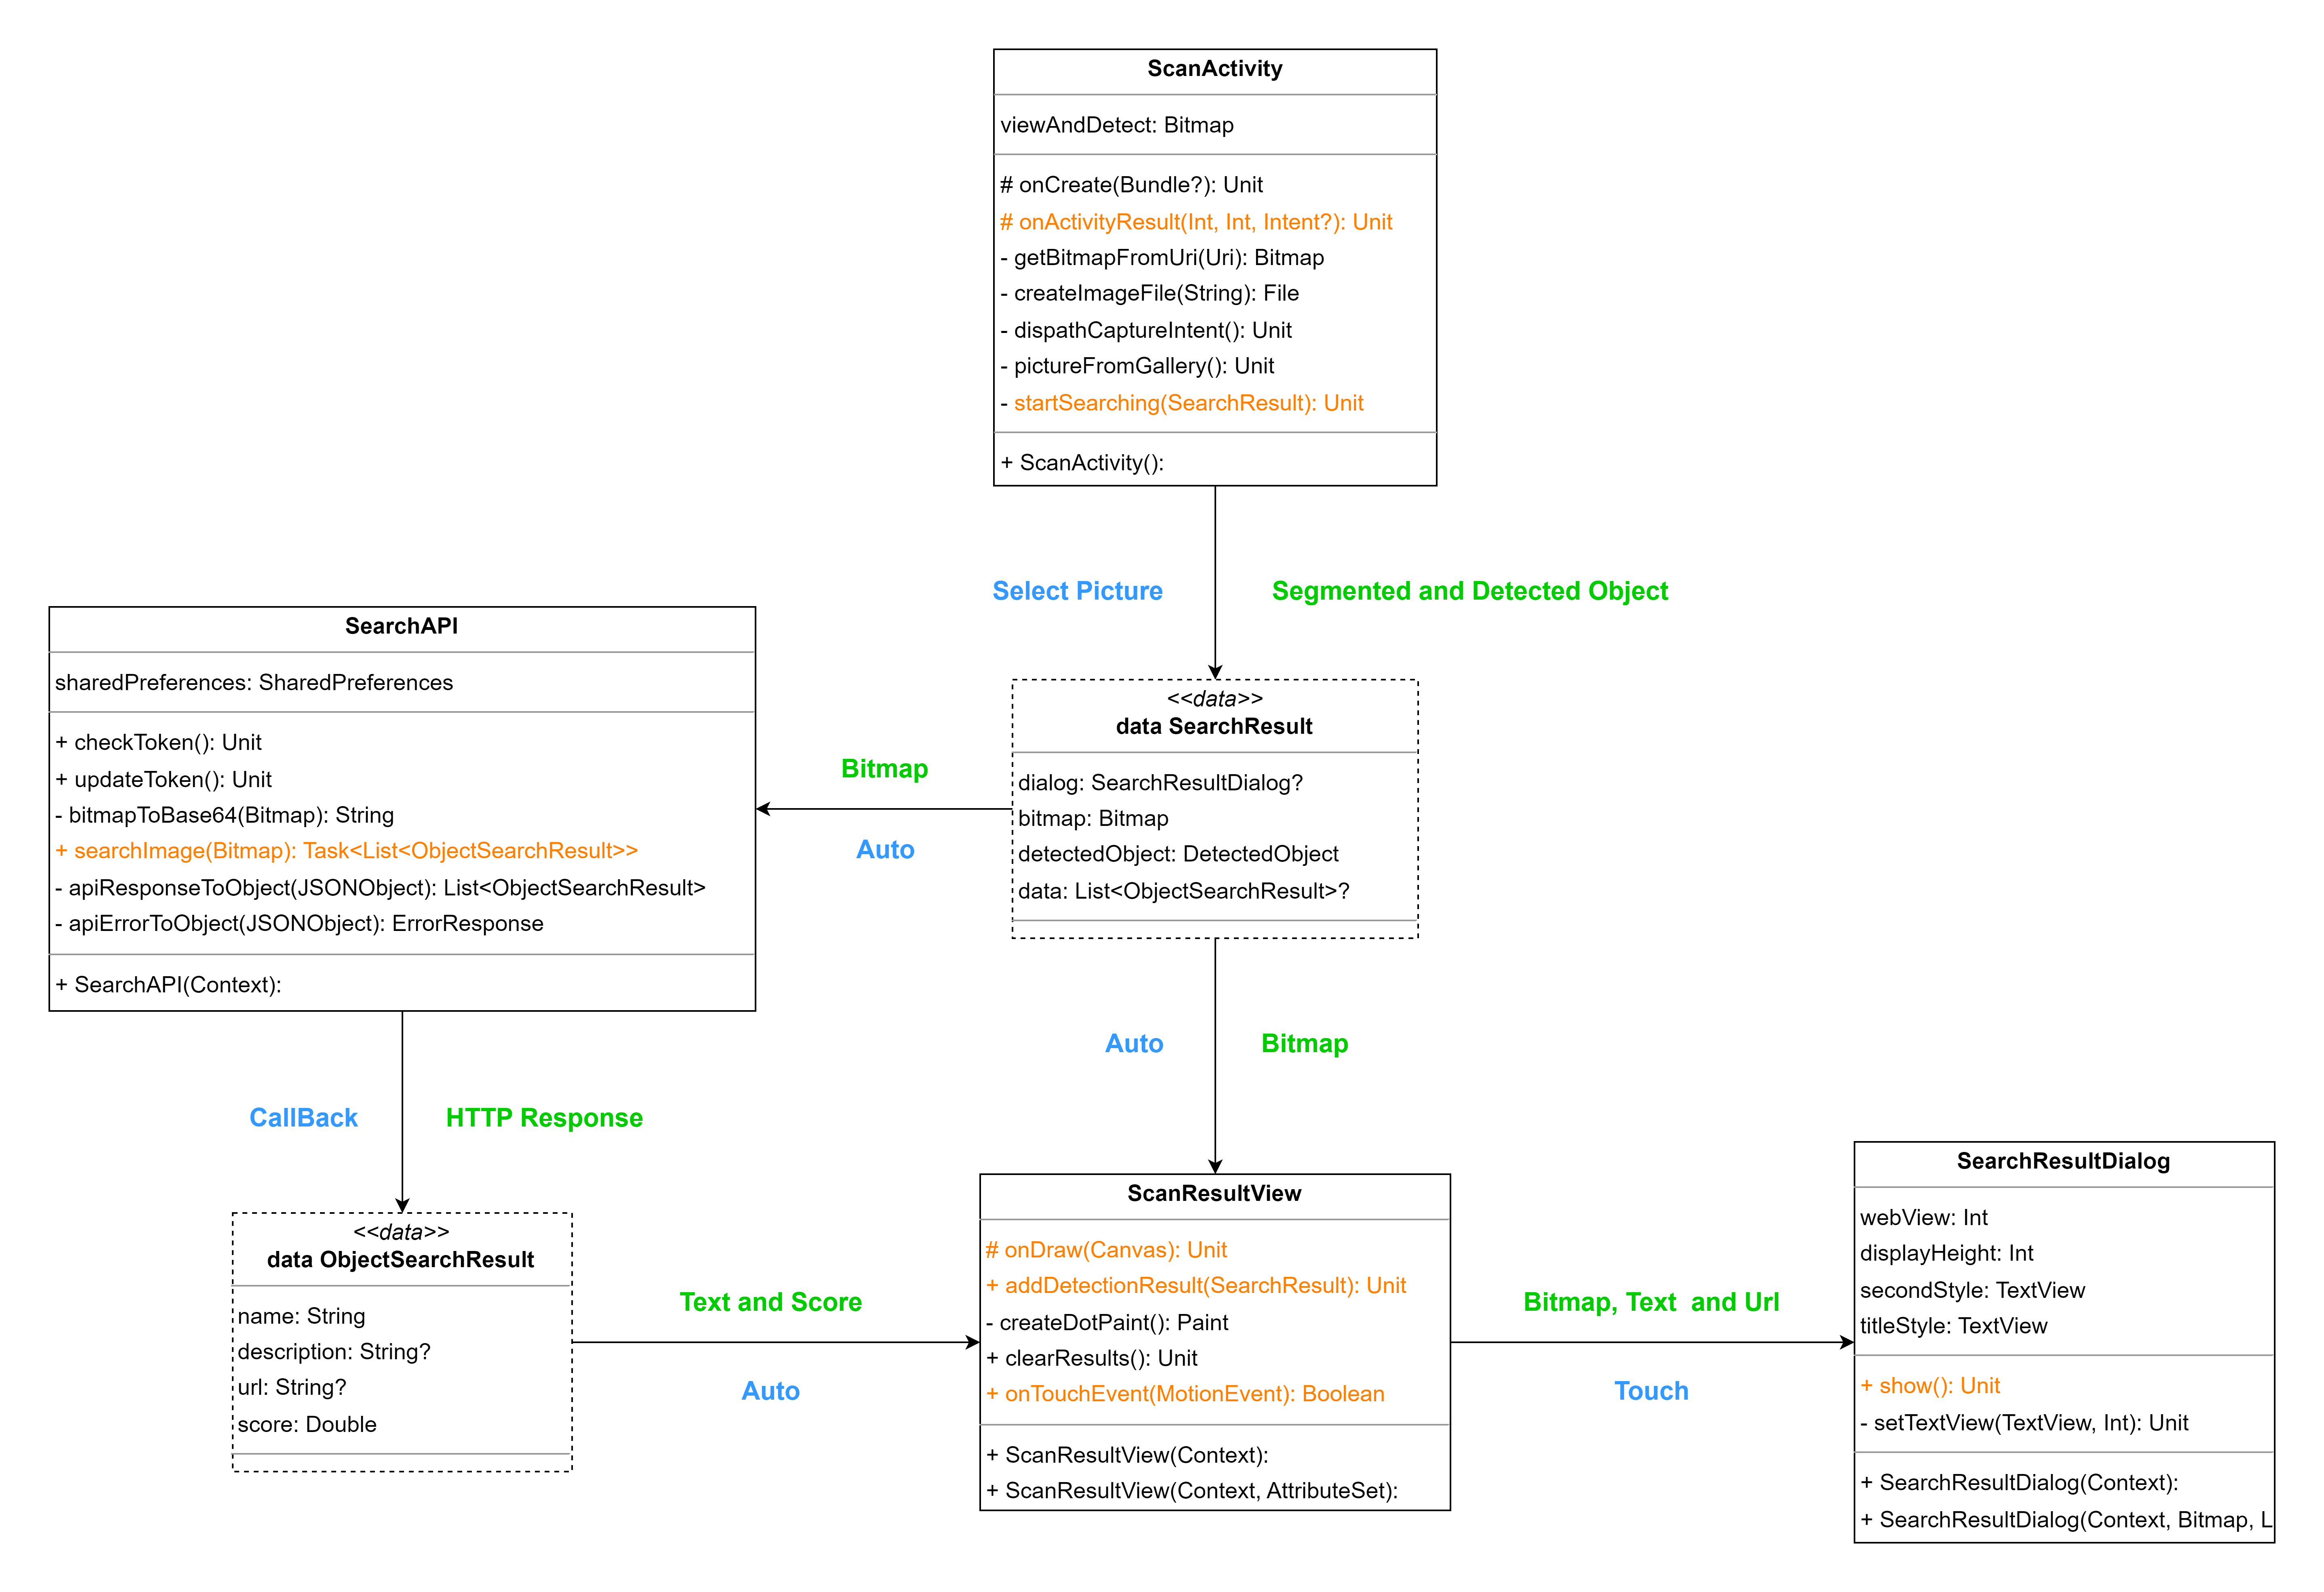 ScanActivity
viewAndDetect: Bitmap
# onCreate(Bundle?): Unit
# onActivityResult(Int, Int, Intent?): Unit
- getBitmapFromUri(Uri): Bitmap
- createImageFile(String): File
- dispathCaptureIntent(): Unit
- pictureFromGallery(): Unit
- startSearching(SearchResult): Unit
+ ScanActivity():
Select Picture
Segmented and Detected Object
SearchAPI
sharedPreferences: SharedPreferences
+ checkToken(): Unit
+ updateToken(): Unit
- bitmapToBase64(Bitmap): String
+ searchImage(Bitmap): Task<List<ObjectSearchResult>>
- apiResponseToObject(JSONObject): List<ObjectSearchResult>
- apiErrorToObject(JSONObject): ErrorResponse
+ SearchAPI(Context):
Bitmap
Auto
<<data>>
data SearchResult
dialog: SearchResultDialog?
bitmap: Bitmap
detectedObject: DetectedObject
data: List<ObjectSearchResult>?
Auto
Bitmap
CallBack
HTTP Response
<<data>>
data ObjectSearchResult
name: String
description: String?
url: String?
score: Double
Text and Score
Auto
ScanResultView
# onDraw(Canvas): Unit
+ addDetectionResult(SearchResult): Unit
- createDotPaint(): Paint
+ clearResults(): Unit
+ onTouchEvent(MotionEvent): Boolean
+ ScanResultView(Context):
+ ScanResultView(Context, AttributeSet):
Bitmap, Text  and Url
Touch
SearchResultDialog
webView: Int
displayHeight: Int
secondStyle: TextView
titleStyle: TextView
+ show(): Unit
- setTextView(TextView, Int): Unit
+ SearchResultDialog(Context):
+ SearchResultDialog(Context, Bitmap, L